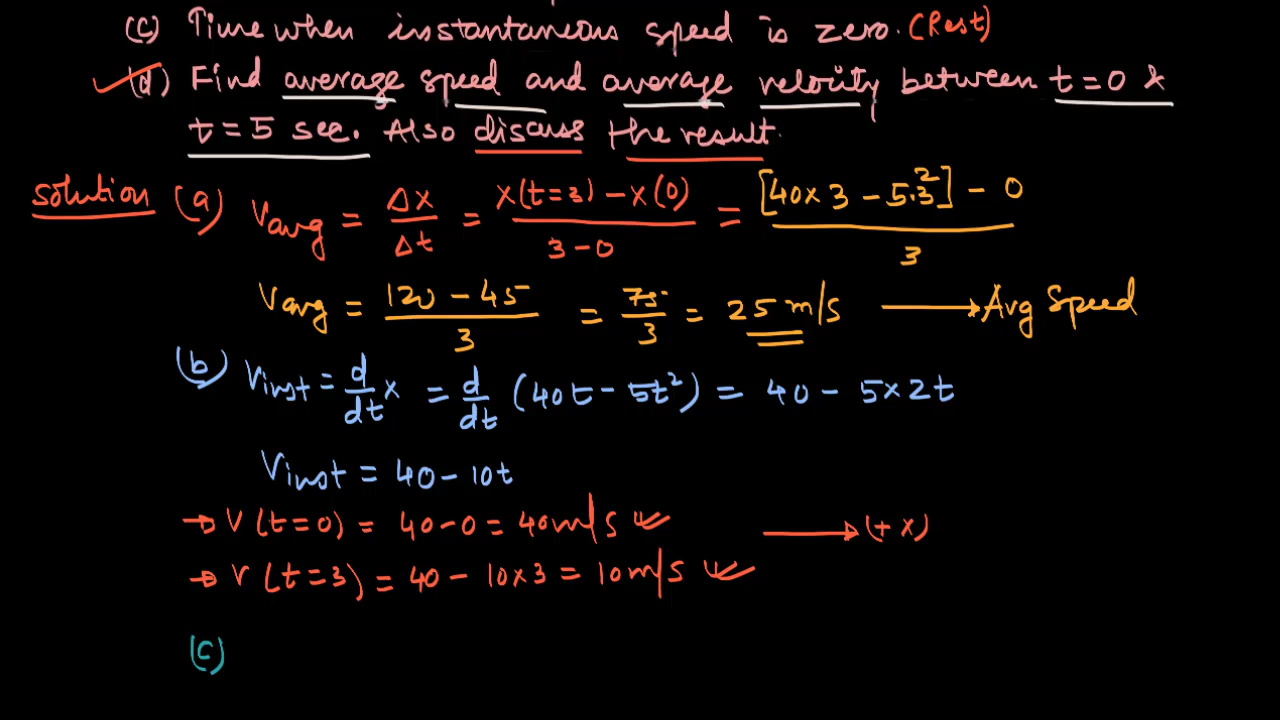 (c) Time when instantaneous speed is zero. (Rest)
(d) Find average speed and average velocity between t=0 &
t=5 sec. Also discuss the result.
Solution (a) Vavg = Δx/Δt = (x(t=3) - x(0))/(3-0) = ([40×3 - 5.3²] - 0)/3
Vavg = (120 - 45)/3 = 75/3 = 25 m/s → Avg Speed
(b) Vinst = d/dt x = d/dt (40t - 5t²) = 40 - 5×2t
Vinst = 40 - 10t
→ V(t=0) = 40-0 = 40m/s ✓ → (+x)
→ V(t=3) = 40 - 10×3 = 10m/s ✓
(c)